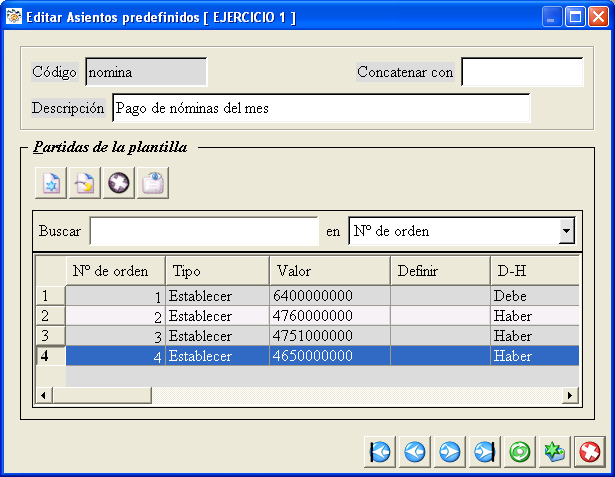 Editar Asientos predefinidos [ EJERCICIO 1 ]
Código nomina Concatenar con
Descripción Pago de nóminas del mes
Partidas de la plantilla
Buscar en Nº de orden
Nº de orden Tipo Valor Definir D-H
1 1 Establecer 6400000000 Debe
2 2 Establecer 4760000000 Haber
3 3 Establecer 4751000000 Haber
4 4 Establecer 4650000000 Haber